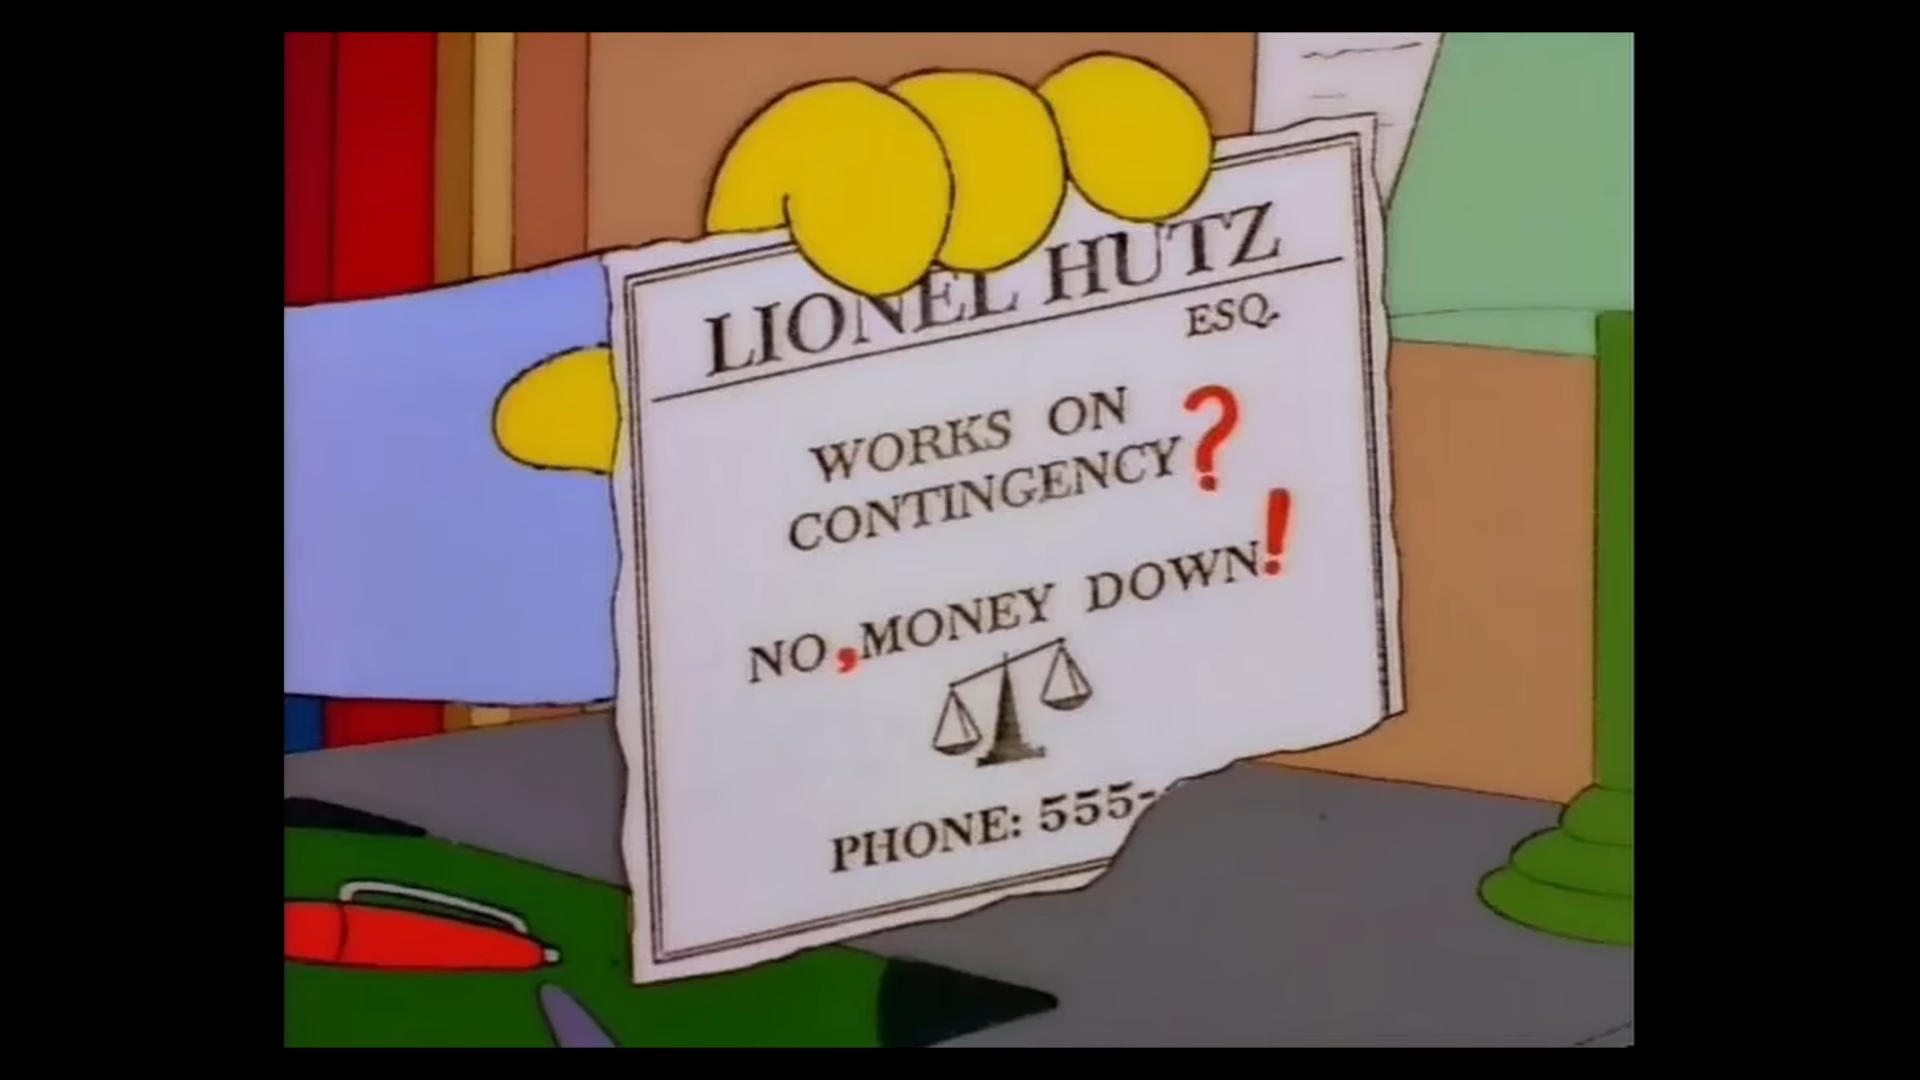 LIONEL HUTZ
ESQ.
WORKS ON
CONTINGENCY?
NO, MONEY DOWN!
PHONE: 555-